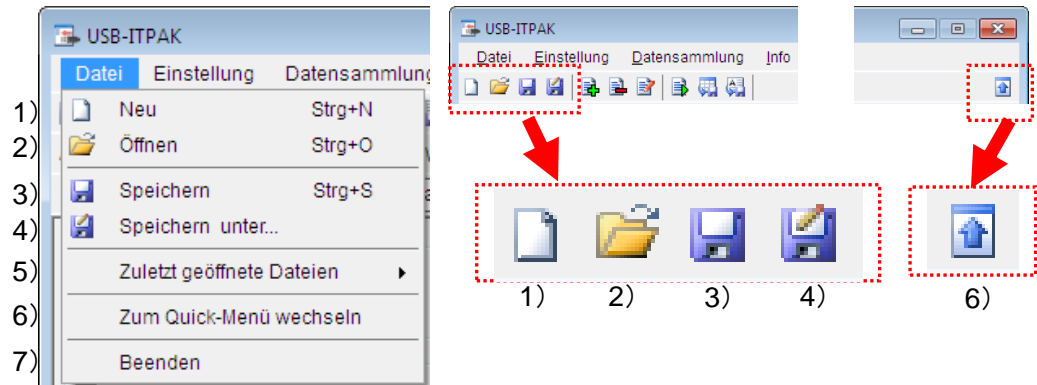 USB-ITPAK
Datei Einstellung Datensammlung
1) Neu Strg+N
2) Öffnen Strg+O
3) Speichern Strg+S
4) Speichern unter...
5) Zuletzt geöffnete Dateien
6) Zum Quick-Menü wechseln
7) Beenden
USB-ITPAK
Datei Einstellung Datensammlung Info
1) 2) 3) 4) 6)